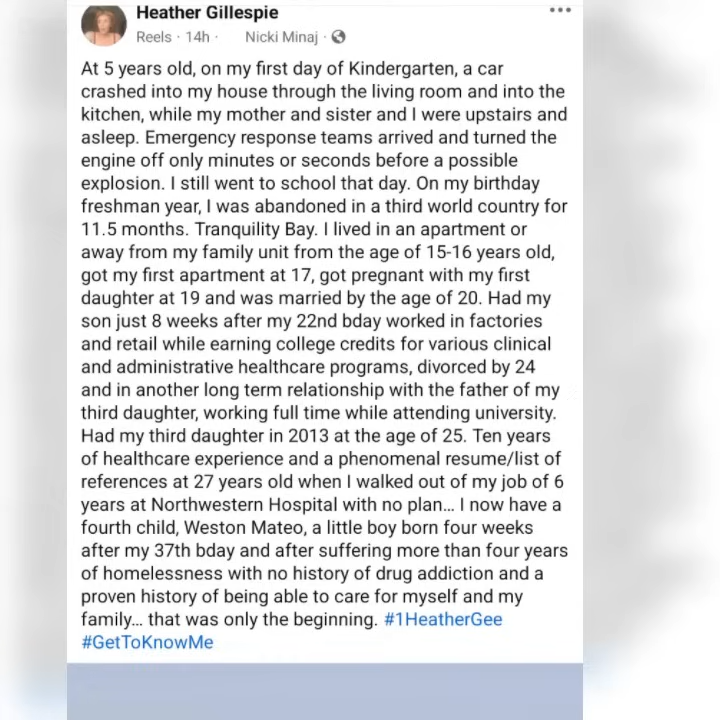 Heather Gillespie
Reels · 14h · Nicki Minaj ·
At 5 years old, on my first day of Kindergarten, a car
crashed into my house through the living room and into the
kitchen, while my mother and sister and I were upstairs and
asleep. Emergency response teams arrived and turned the
engine off only minutes or seconds before a possible
explosion. I still went to school that day. On my birthday
freshman year, I was abandoned in a third world country for
11.5 months. Tranquility Bay. I lived in an apartment or
away from my family unit from the age of 15-16 years old,
got my first apartment at 17, got pregnant with my first
daughter at 19 and was married by the age of 20. Had my
son just 8 weeks after my 22nd bday worked in factories
and retail while earning college credits for various clinical
and administrative healthcare programs, divorced by 24
and in another long term relationship with the father of my
third daughter, working full time while attending university.
Had my third daughter in 2013 at the age of 25. Ten years
of healthcare experience and a phenomenal resume/list of
references at 27 years old when I walked out of my job of 6
years at Northwestern Hospital with no plan... I now have a
fourth child, Weston Mateo, a little boy born four weeks
after my 37th bday and after suffering more than four years
of homelessness with no history of drug addiction and a
proven history of being able to care for myself and my
family... that was only the beginning. #1HeatherGee
#GetToKnowMe